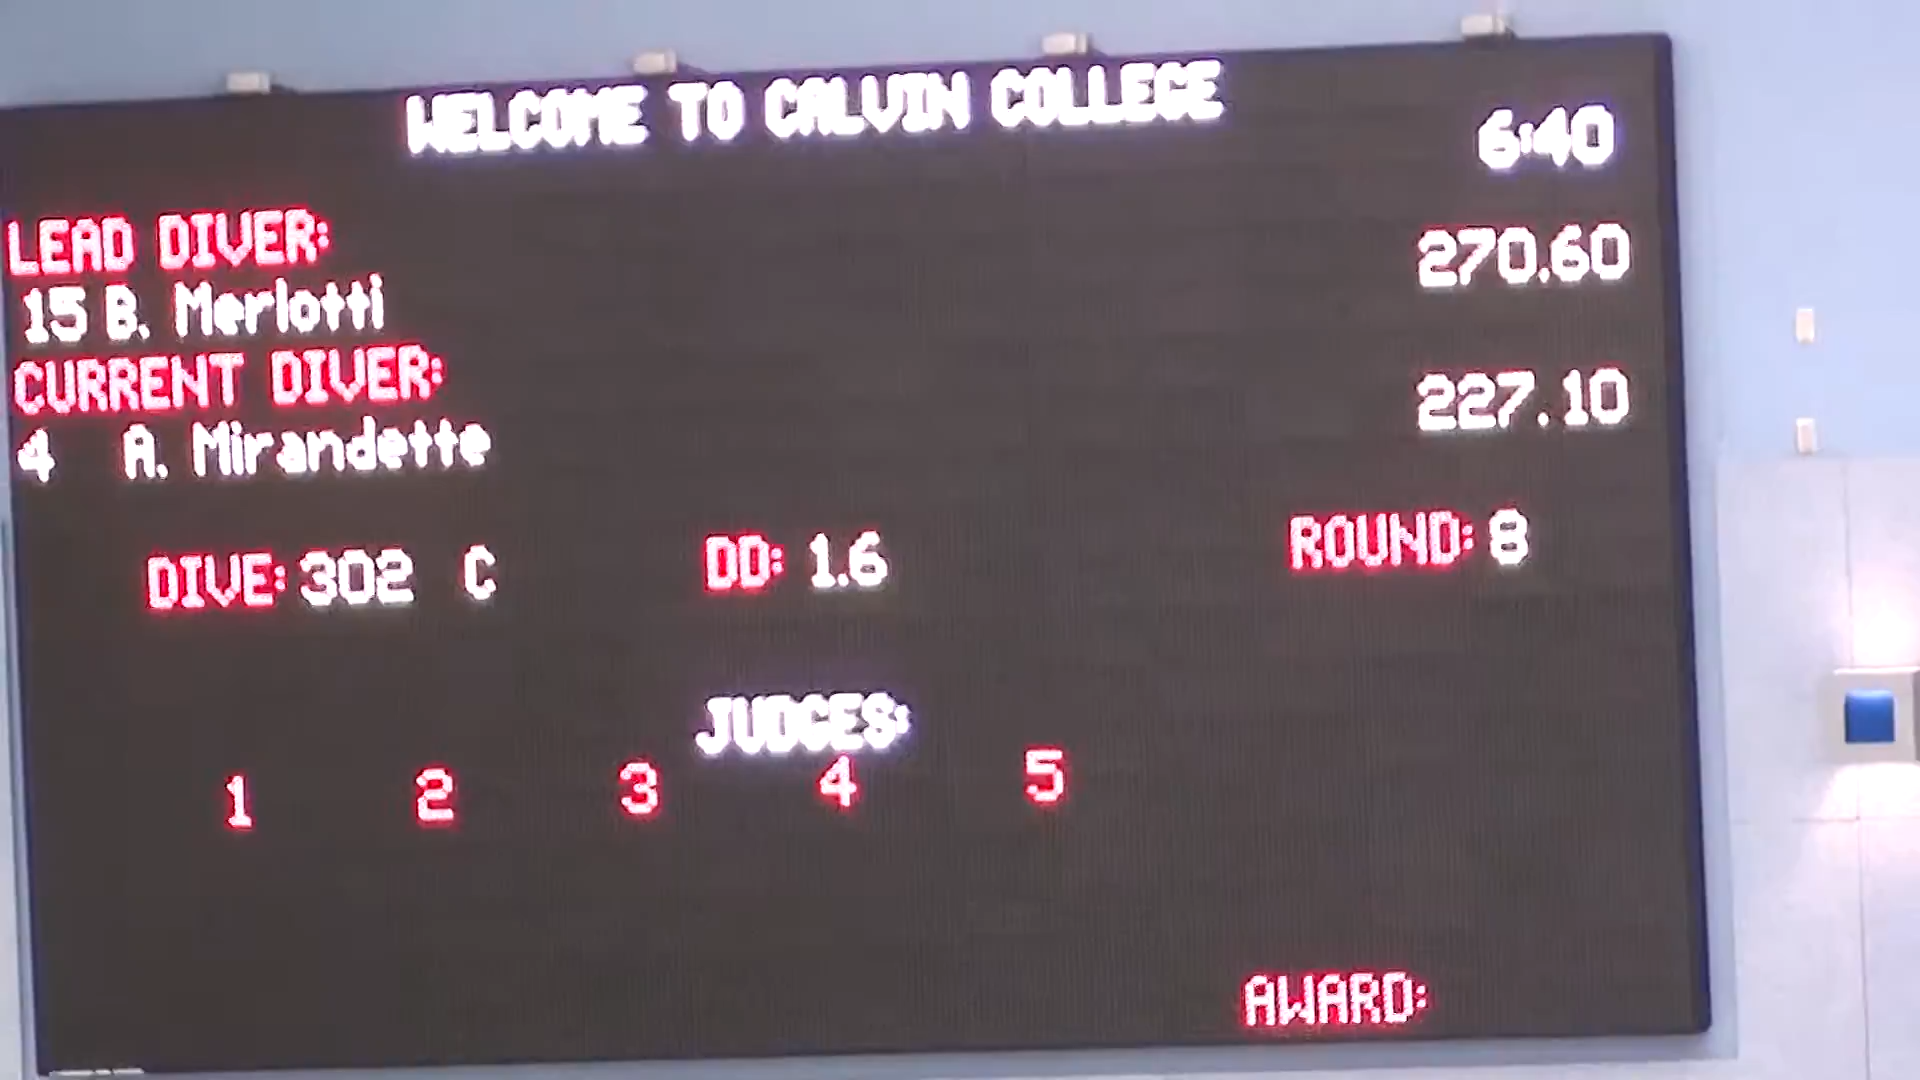 WELCOME TO CALVIN COLLEGE
6:40
LEAD DIVER:
270.60
15 B. Merlotti
CURRENT DIVER:
227.10
4 A. Mirandette
DIVE: 302 C DD: 1.6 ROUND: 8
JUDGES:
1 2 3 4 5
AWARD: